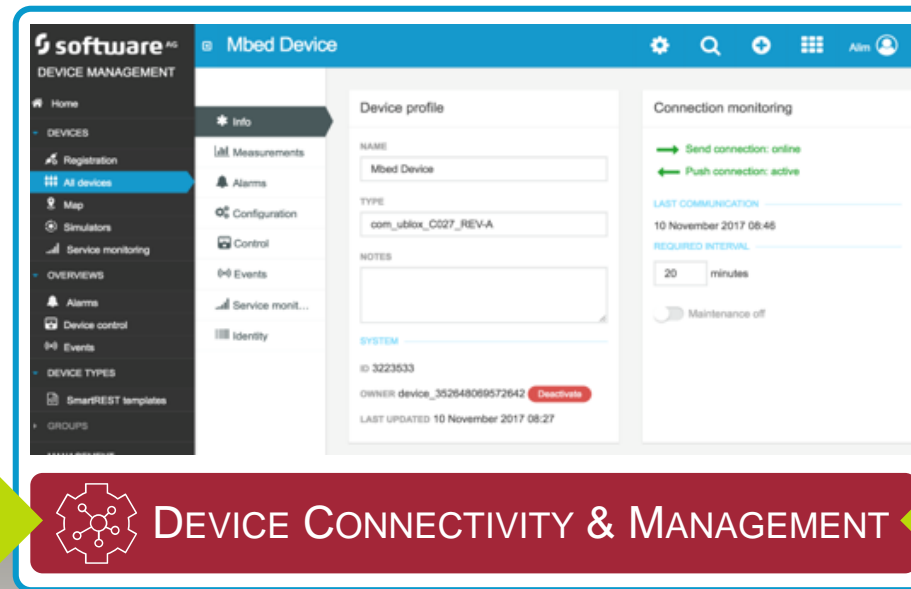 software AG
DEVICE MANAGEMENT
Home
DEVICES
Registration
All devices
Map
Simulators
Service monitoring
OVERVIEWS
Alarms
Device control
Events
DEVICE TYPES
SmartREST templates
GROUPS
MANAGEMENT
Mbed Device
Alim
Info
Measurements
Alarms
Configuration
Control
Events
Service monit...
Identity
Device profile
NAME
Mbed Device
TYPE
com_ublox_C027_REV-A
NOTES
SYSTEM
ID 3223533
OWNER device_352648069572642 Deactivate
LAST UPDATED 10 November 2017 08:27
Connection monitoring
Send connection: online
Push connection: active
LAST COMMUNICATION
10 November 2017 08:46
REQUIRED INTERVAL
20 minutes
Maintenance off
DEVICE CONNECTIVITY & MANAGEMENT